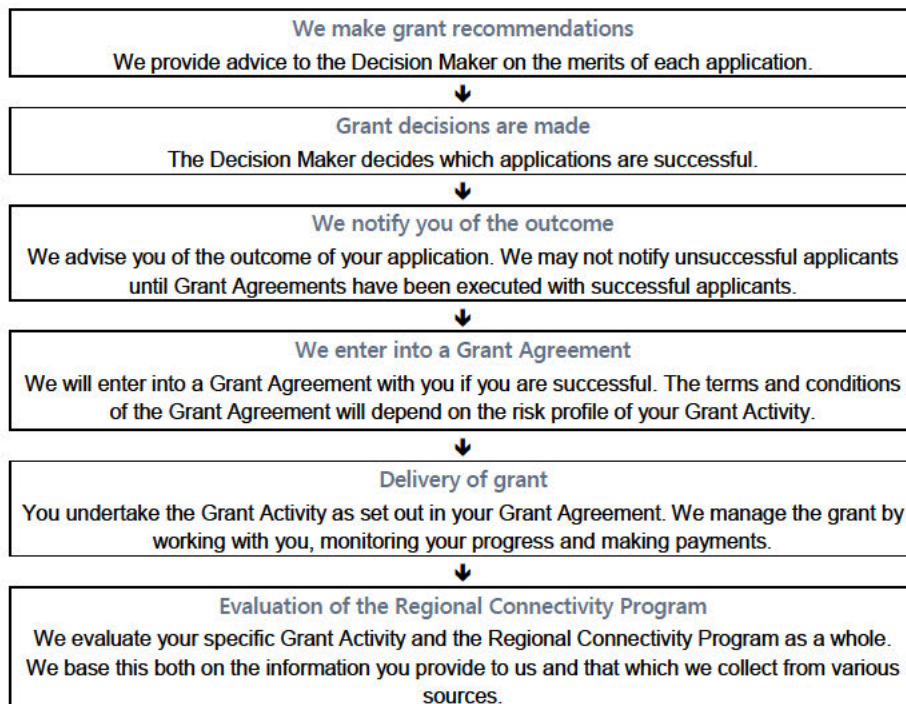 We make grant recommendations
We provide advice to the Decision Maker on the merits of each application.
Grant decisions are made
The Decision Maker decides which applications are successful.
We notify you of the outcome
We advise you of the outcome of your application. We may not notify unsuccessful applicants
until Grant Agreements have been executed with successful applicants.
We enter into a Grant Agreement
We will enter into a Grant Agreement with you if you are successful. The terms and conditions
of the Grant Agreement will depend on the risk profile of your Grant Activity.
Delivery of grant
You undertake the Grant Activity as set out in your Grant Agreement. We manage the grant by
working with you, monitoring your progress and making payments.
Evaluation of the Regional Connectivity Program
We evaluate your specific Grant Activity and the Regional Connectivity Program as a whole.
We base this both on the information you provide to us and that which we collect from various
sources.